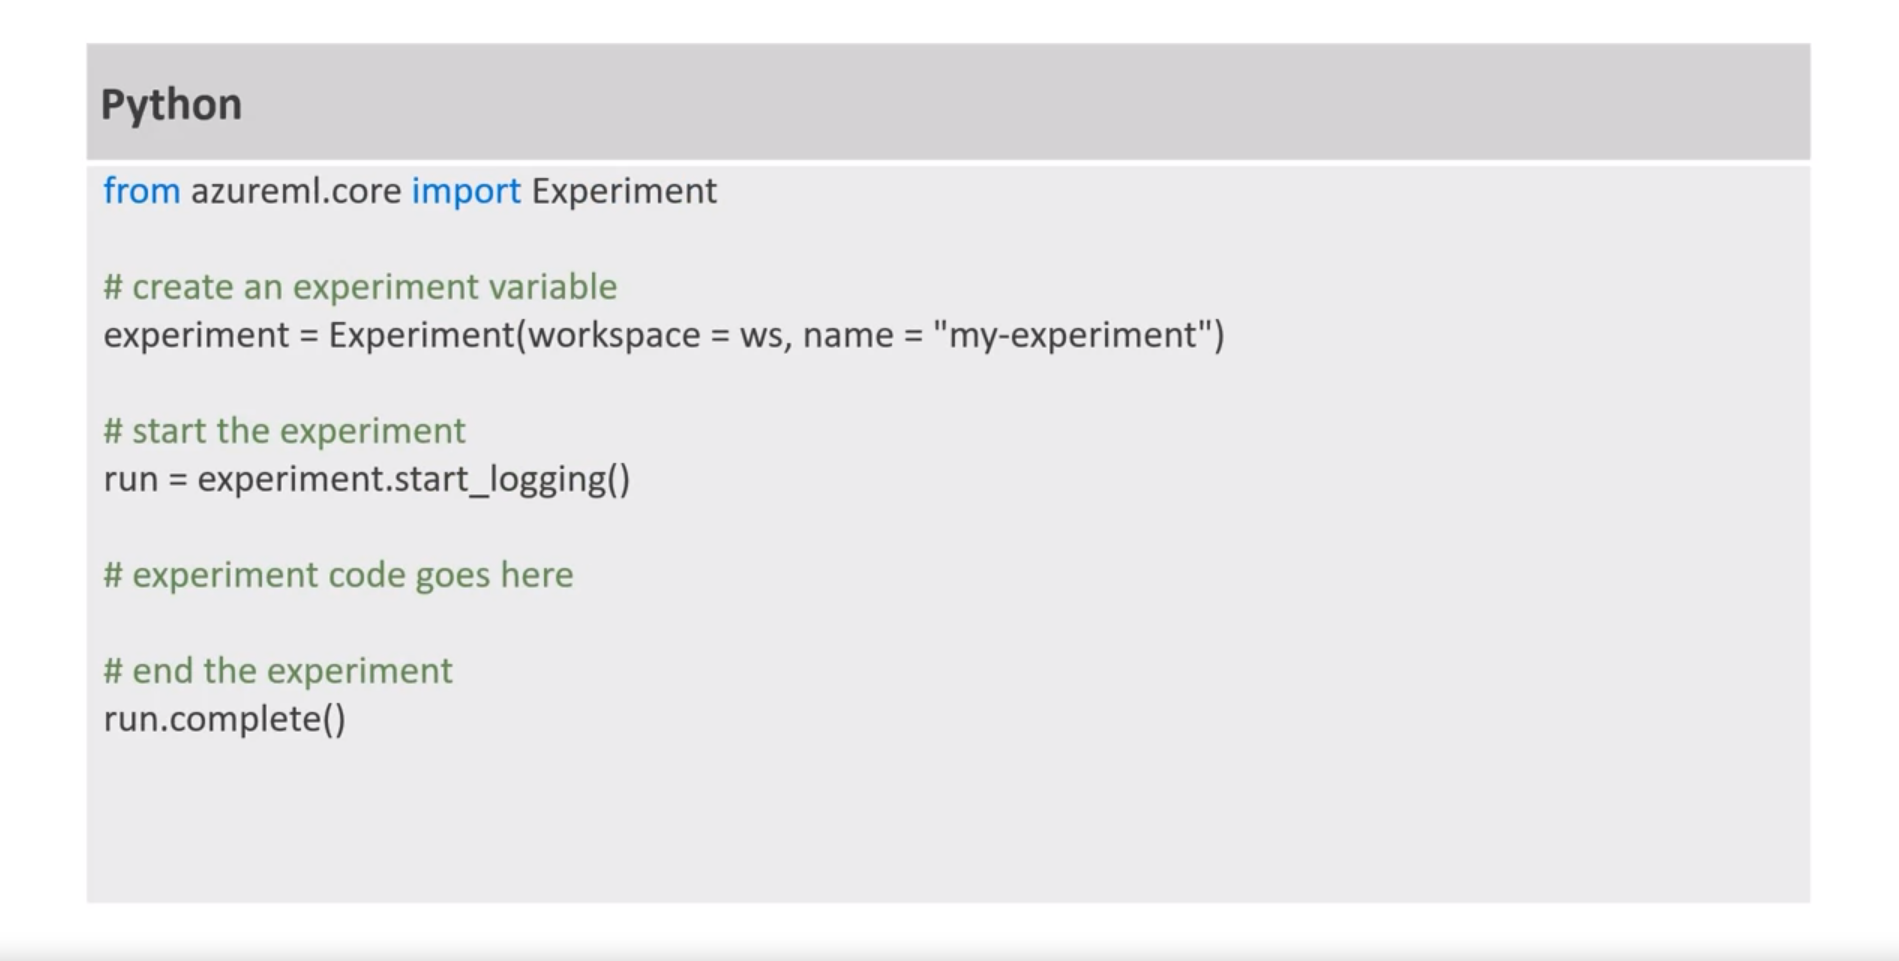 Python
from azureml.core import Experiment
# create an experiment variable
experiment = Experiment(workspace = ws, name = "my-experiment")
# start the experiment
run = experiment.start_logging()
# experiment code goes here
# end the experiment
run.complete()